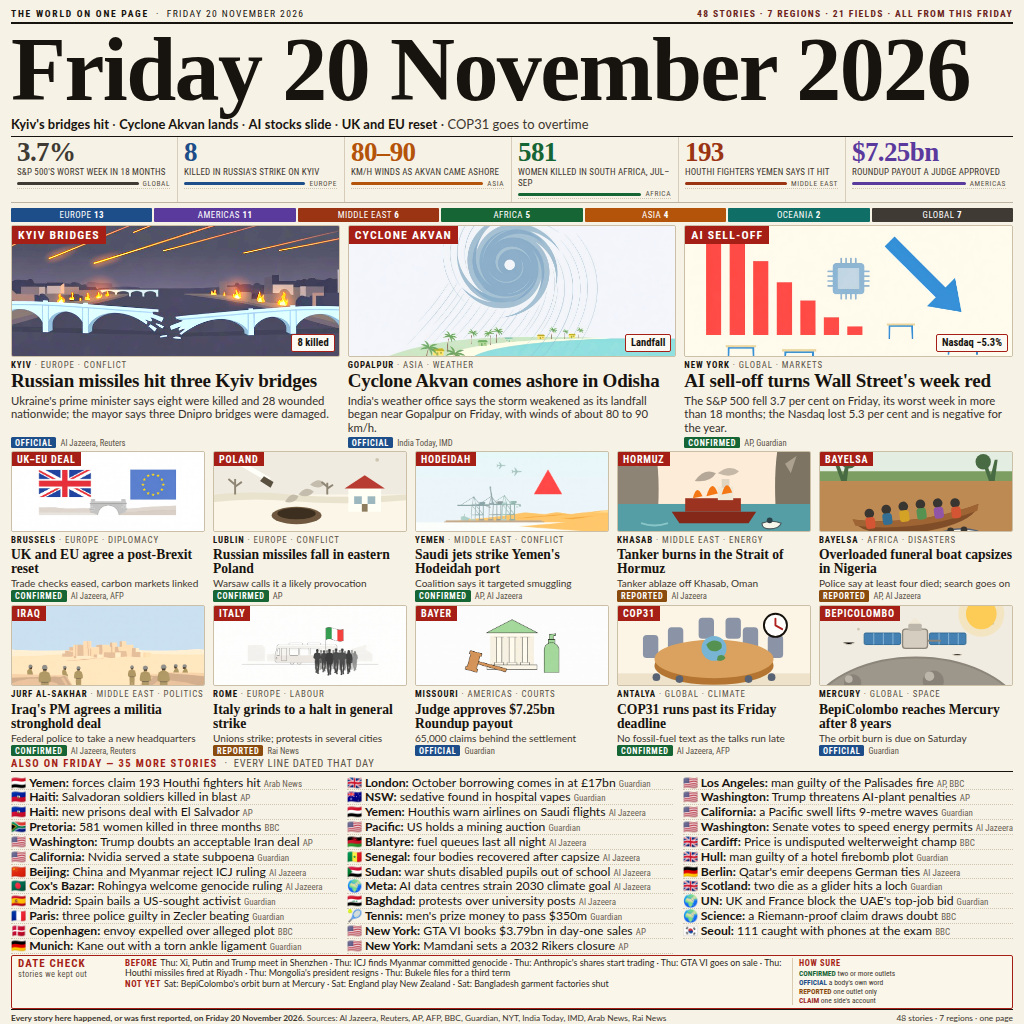 THE WORLD ON ONE PAGE · FRIDAY 20 NOVEMBER 2026
48 STORIES · 7 REGIONS · 21 FIELDS · ALL FROM THIS FRIDAY
Friday 20 November 2026
Kyiv's bridges hit · Cyclone Akvan lands · AI stocks slide · UK and EU reset · COP31 goes to overtime
3.7%
S&P 500'S WORST WEEK IN 18 MONTHS
GLOBAL
8
KILLED IN RUSSIA'S STRIKE ON KYIV
EUROPE
80–90
KM/H WINDS AS AKVAN CAME ASHORE
ASIA
581
WOMEN KILLED IN SOUTH AFRICA, JUL–
SEP
AFRICA
193
HOUTHI FIGHTERS YEMEN SAYS IT HIT
MIDDLE EAST
$7.25bn
ROUNDUP PAYOUT A JUDGE APPROVED
AMERICAS
EUROPE 13
AMERICAS 11
MIDDLE EAST 6
AFRICA 5
ASIA 4
OCEANIA 2
GLOBAL 7
KYIV BRIDGES
8 killed
KYIV · EUROPE · CONFLICT
Russian missiles hit three Kyiv bridges
Ukraine's prime minister says eight were killed and 28 wounded
nationwide; the mayor says three Dnipro bridges were damaged.
OFFICIAL Al Jazeera, Reuters
CYCLONE AKVAN
Landfall
GOPALPUR · ASIA · WEATHER
Cyclone Akvan comes ashore in Odisha
India's weather office says the storm weakened as its landfall
began near Gopalpur on Friday, with winds of about 80 to 90
km/h.
OFFICIAL India Today, IMD
AI SELL-OFF
Nasdaq −5.3%
NEW YORK · GLOBAL · MARKETS
AI sell-off turns Wall Street's week red
The S&P 500 fell 3.7 per cent on Friday, its worst week in more
than 18 months; the Nasdaq lost 5.3 per cent and is negative for
the year.
CONFIRMED AP, Guardian
UK–EU DEAL
BRUSSELS · EUROPE · DIPLOMACY
UK and EU agree a post-Brexit
reset
Trade checks eased, carbon markets linked
CONFIRMED Al Jazeera, AFP
POLAND
LUBLIN · EUROPE · CONFLICT
Russian missiles fall in eastern
Poland
Warsaw calls it a likely provocation
CONFIRMED AP
HODEIDAH
YEMEN · MIDDLE EAST · CONFLICT
Saudi jets strike Yemen's
Hodeidah port
Coalition says it targeted smuggling
CONFIRMED AP, Al Jazeera
HORMUZ
KHASAB · MIDDLE EAST · ENERGY
Tanker burns in the Strait of
Hormuz
Tanker ablaze off Khasab, Oman
REPORTED Al Jazeera
BAYELSA
BAYELSA · AFRICA · DISASTERS
Overloaded funeral boat capsizes
in Nigeria
Police say at least four died; search goes on
REPORTED AP, Al Jazeera
IRAQ
JURF AL-SAKHAR · MIDDLE EAST · POLITICS
Iraq's PM agrees a militia
stronghold deal
Federal police to take a new headquarters
CONFIRMED Al Jazeera, Reuters
ITALY
ROME · EUROPE · LABOUR
Italy grinds to a halt in general
strike
Unions strike; protests in several cities
REPORTED Rai News
BAYER
MISSOURI · AMERICAS · COURTS
Judge approves $7.25bn
Roundup payout
65,000 claims behind the settlement
OFFICIAL Guardian
COP31
ANTALYA · GLOBAL · CLIMATE
COP31 runs past its Friday
deadline
No fossil-fuel text as the talks run late
CONFIRMED Al Jazeera, AFP
BEPICOLOMBO
MERCURY · GLOBAL · SPACE
BepiColombo reaches Mercury
after 8 years
The orbit burn is due on Saturday
OFFICIAL Guardian
ALSO ON FRIDAY — 35 MORE STORIES · EVERY LINE DATED THAT DAY
Yemen: forces claim 193 Houthi fighters hit Arab News
Haiti: Salvadoran soldiers killed in blast AP
Haiti: new prisons deal with El Salvador AP
Pretoria: 581 women killed in three months BBC
Washington: Trump doubts an acceptable Iran deal AP
California: Nvidia served a state subpoena Guardian
Beijing: China and Myanmar reject ICJ ruling Al Jazeera
Cox's Bazar: Rohingya welcome genocide ruling Al Jazeera
Madrid: Spain bails a US-sought activist Guardian
Paris: three police guilty in Zecler beating Guardian
Copenhagen: envoy expelled over alleged plot BBC
Munich: Kane out with a torn ankle ligament Guardian
London: October borrowing comes in at £17bn Guardian
NSW: sedative found in hospital vapes Guardian
Yemen: Houthis warn airlines on Saudi flights Al Jazeera
Pacific: US holds a mining auction Guardian
Blantyre: fuel queues last all night Al Jazeera
Senegal: four bodies recovered after capsize Al Jazeera
Sudan: war shuts disabled pupils out of school Al Jazeera
Meta: AI data centres strain 2030 climate goal Al Jazeera
Baghdad: protests over university posts Al Jazeera
Tennis: men's prize money to pass $350m Guardian
New York: GTA VI books $3.79bn in day-one sales AP
New York: Mamdani sets a 2032 Rikers closure AP
Los Angeles: man guilty of the Palisades fire AP, BBC
Washington: Trump threatens AI-plant penalties AP
California: a Pacific swell lifts 9-metre waves Guardian
Washington: Senate votes to speed energy permits Al Jazeera
Cardiff: Price is undisputed welterweight champ BBC
Hull: man guilty of a hotel firebomb plot Guardian
Berlin: Qatar's emir deepens German ties Al Jazeera
Scotland: two die as a glider hits a loch Guardian
UN: UK and France block the UAE's top-job bid Guardian
Science: a Riemann-proof claim draws doubt BBC
Seoul: 111 caught with phones at the exam BBC
DATE CHECK
stories we kept out
BEFORE Thu: Xi, Putin and Trump meet in Shenzhen · Thu: ICJ finds Myanmar committed genocide · Thu: Anthropic's shares start trading · Thu: GTA VI goes on sale · Thu:
Houthi missiles fired at Riyadh · Thu: Mongolia's president resigns · Thu: Bukele files for a third term
NOT YET Sat: BepiColombo's orbit burn at Mercury · Sat: England play New Zealand · Sat: Bangladesh garment factories shut
HOW SURE
CONFIRMED two or more outlets
OFFICIAL a body's own word
REPORTED one outlet only
CLAIM one side's account
Every story here happened, or was first reported, on Friday 20 November 2026. Sources: Al Jazeera, Reuters, AP, AFP, BBC, Guardian, NYT, India Today, IMD, Arab News, Rai News
48 stories · 7 regions · one page